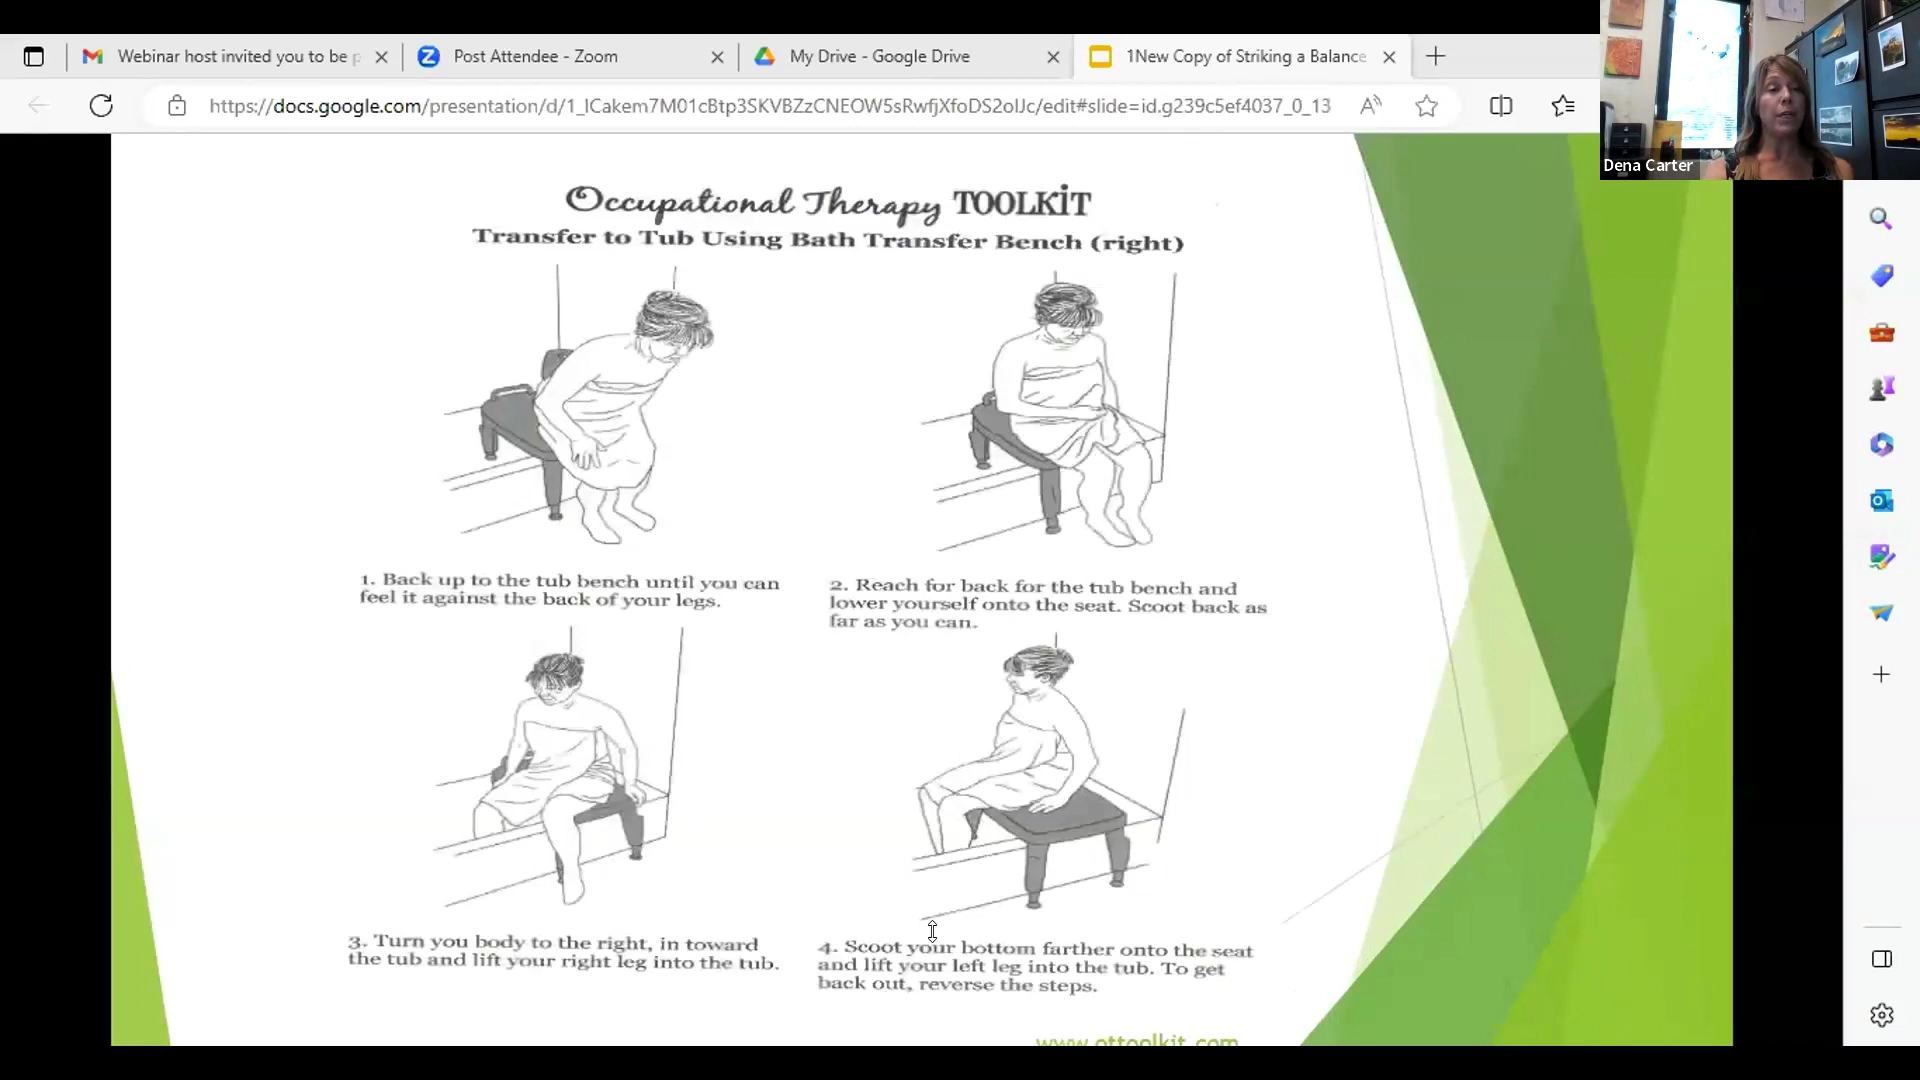 Webinar host invited you to be p
Post Attendee - Zoom
My Drive - Google Drive
1New Copy of Striking a Balance
https://docs.google.com/presentation/d/1_lCakem7M01cBtp3SKVBZzCNEOW5sRwfjXfoDS2olJc/edit#slide=id.g239c5ef4037_0_13
Dena Carter
Occupational Therapy TOOLKiT
Transfer to Tub Using Bath Transfer Bench (right)
1. Back up to the tub bench until you can
feel it against the back of your legs.
2. Reach for back for the tub bench and
lower yourself onto the seat. Scoot back as
far as you can.
3. Turn you body to the right, in toward
the tub and lift your right leg into the tub.
4. Scoot your bottom farther onto the seat
and lift your left leg into the tub. To get
back out, reverse the steps.
www.ottoolkit.com